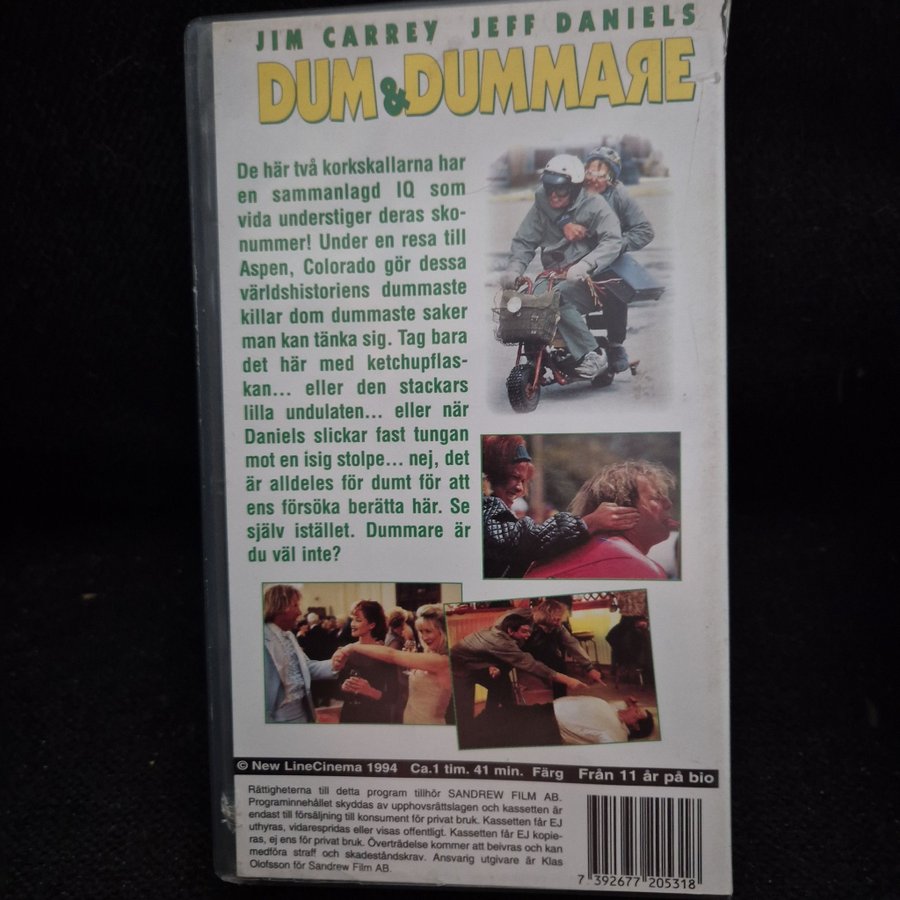 JIM CARREY JEFF DANIELS
DUM & DUMMAЯE
De här två korkskallarna har
en sammanlagd IQ som
vida understiger deras sko-
nummer! Under en resa till
Aspen, Colorado gör dessa
världshistoriens dummaste
killar dom dummaste saker
man kan tänka sig. Tag bara
det här med ketchupflas-
kan... eller den stackars
lilla undulaten... eller när
Daniels slickar fast tungan
mot en isig stolpe... nej, det
är alldeles för dumt för att
ens försöka berätta här. Se
själv istället. Dummare är
du väl inte?
© New LineCinema 1994 Ca.1 tim. 41 min. Färg Från 11 år på bio
Rättigheterna till detta program tillhör SANDREW FILM AB.
Programinnehållet skyddas av upphovsrättslagen och kassetten är
endast till försäljning till konsument för privat bruk. Kassetten får EJ
uthyras, vidarespridas eller visas offentligt. Kassetten får EJ kopie-
ras, ej ens för privat bruk. Överträdelse kommer att beivras och kan
medföra straff och skadeståndskrav. Ansvarig utgivare är Klas
Olofsson för Sandrew Film AB.
7 392677 205318